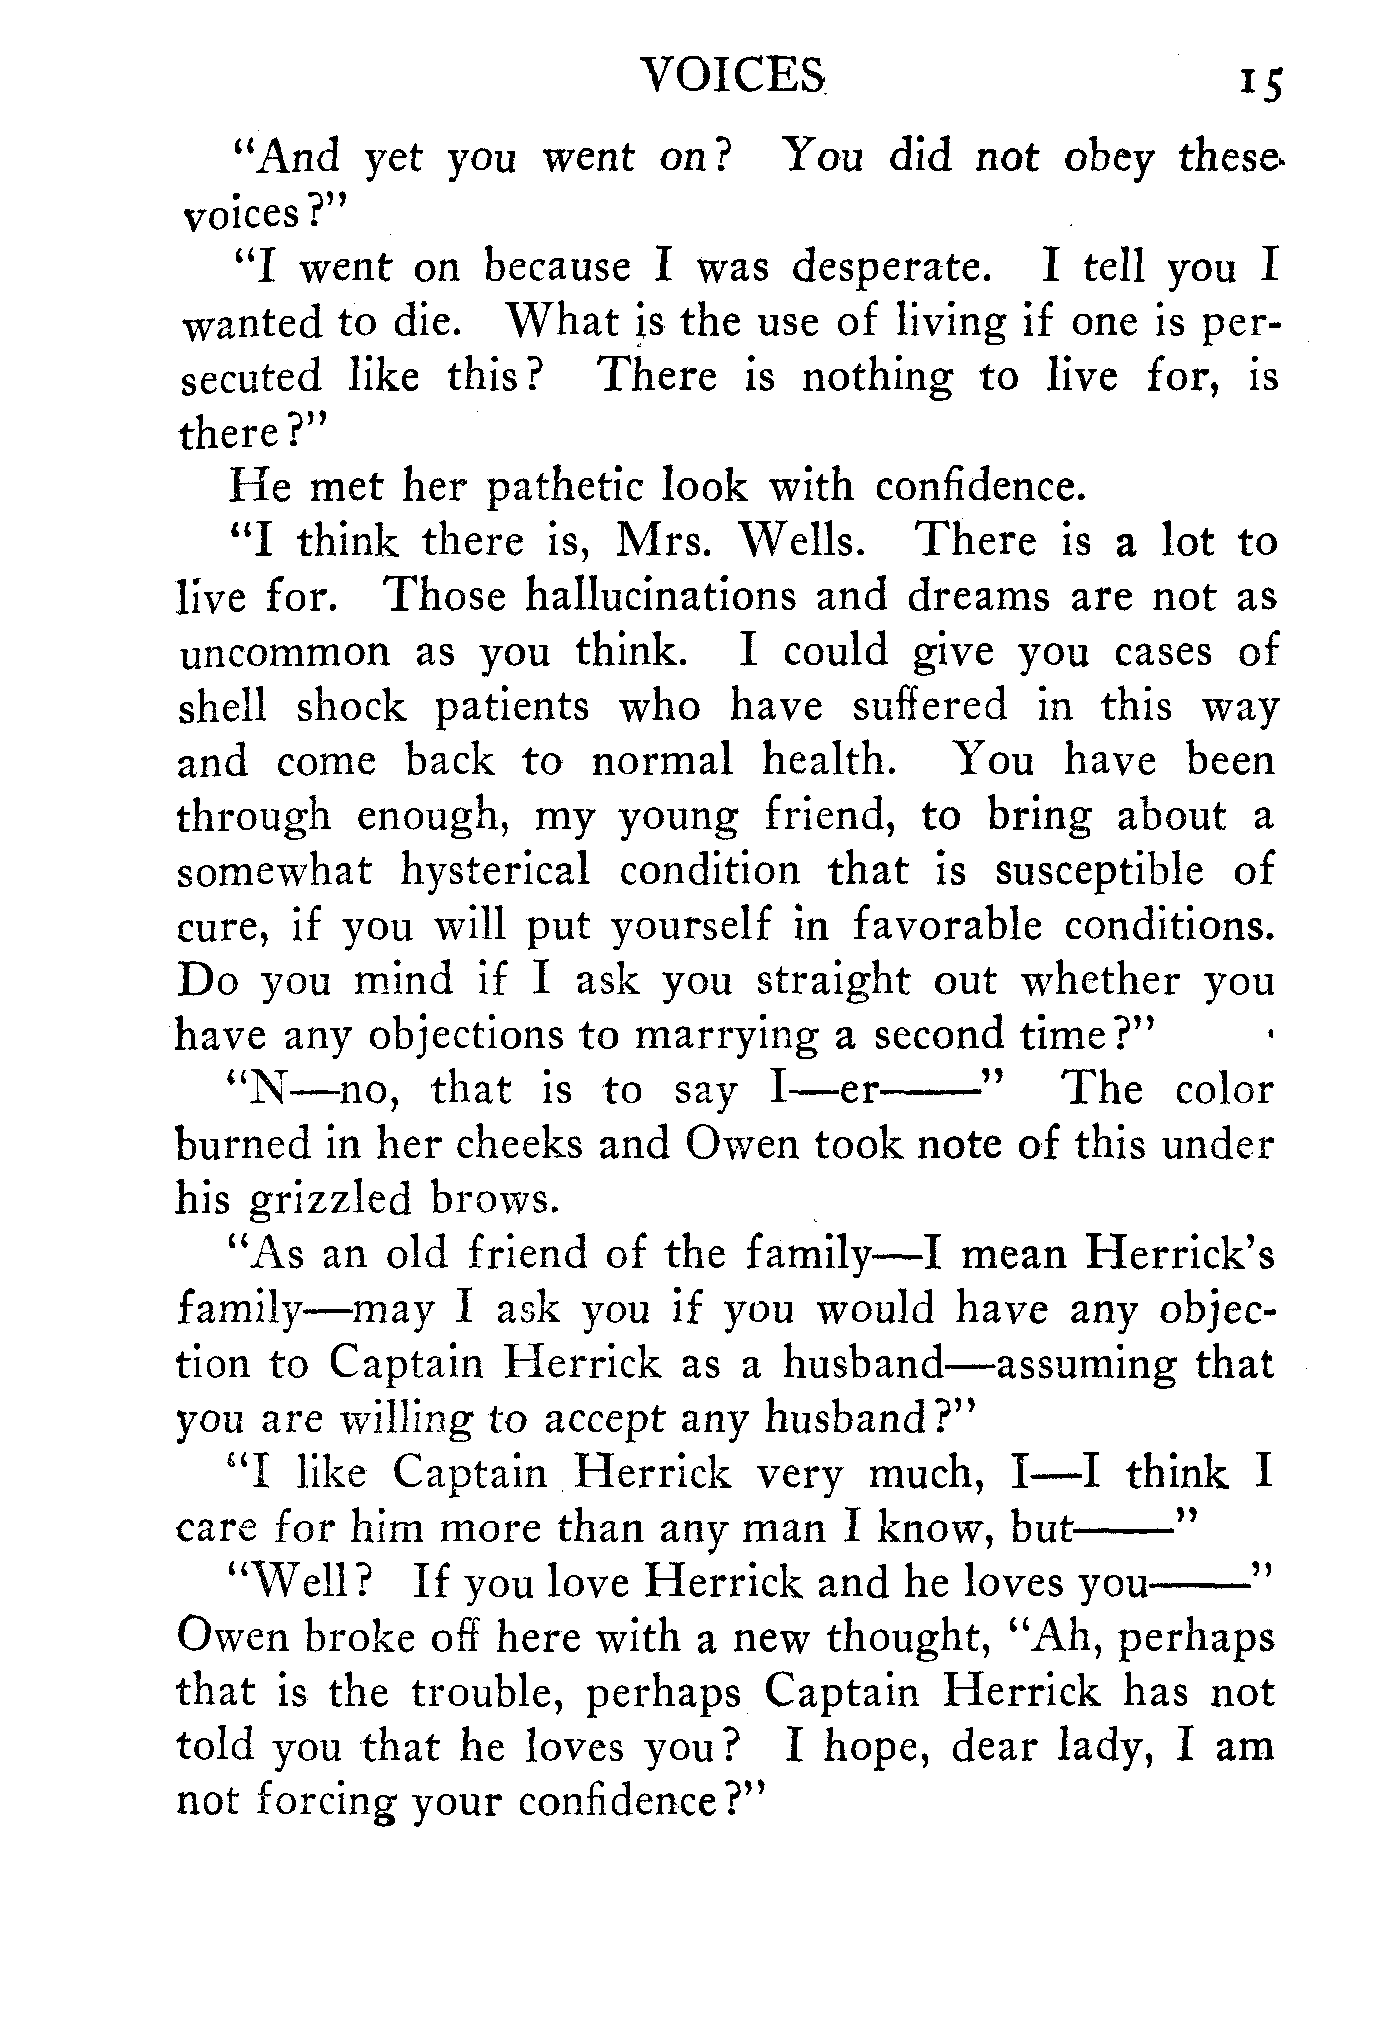 VOICES 15
"And yet you went on? You did not obey these
voices?"
"I went on because I was desperate. I tell you I
wanted to die. What is the use of living if one is per-
secuted like this? There is nothing to live for, is
there?"
He met her pathetic look with confidence.
"I think there is, Mrs. Wells. There is a lot to
live for. Those hallucinations and dreams are not as
uncommon as you think. I could give you cases of
shell shock patients who have suffered in this way
and come back to normal health. You have been
through enough, my young friend, to bring about a
somewhat hysterical condition that is susceptible of
cure, if you will put yourself in favorable conditions.
Do you mind if I ask you straight out whether you
have any objections to marrying a second time?"
"N—no, that is to say I—er——" The color
burned in her cheeks and Owen took note of this under
his grizzled brows.
"As an old friend of the family—I mean Herrick's
family—may I ask you if you would have any objec-
tion to Captain Herrick as a husband—assuming that
you are willing to accept any husband?"
"I like Captain Herrick very much, I—I think I
care for him more than any man I know, but——"
"Well? If you love Herrick and he loves you——"
Owen broke off here with a new thought, "Ah, perhaps
that is the trouble, perhaps Captain Herrick has not
told you that he loves you? I hope, dear lady, I am
not forcing your confidence?"